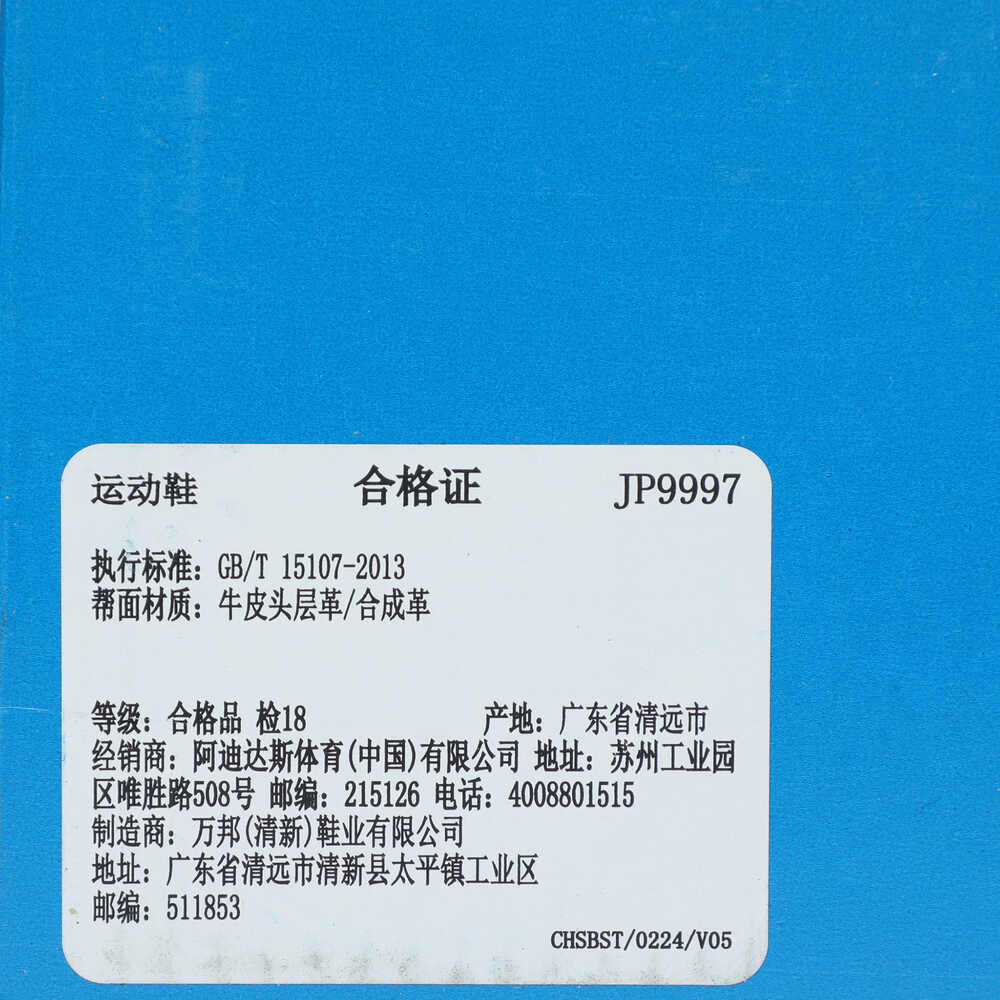 运动鞋 合格证 JP9997
执行标准：GB/T 15107-2013
帮面材质：牛皮头层革/合成革
等级：合格品 检18 产地：广东省清远市
经销商：阿迪达斯体育(中国)有限公司 地址：苏州工业园
区唯胜路508号 邮编：215126 电话：4008801515
制造商：万邦(清新)鞋业有限公司
地址：广东省清远市清新县太平镇工业区
邮编：511853
CHSBST/0224/V05